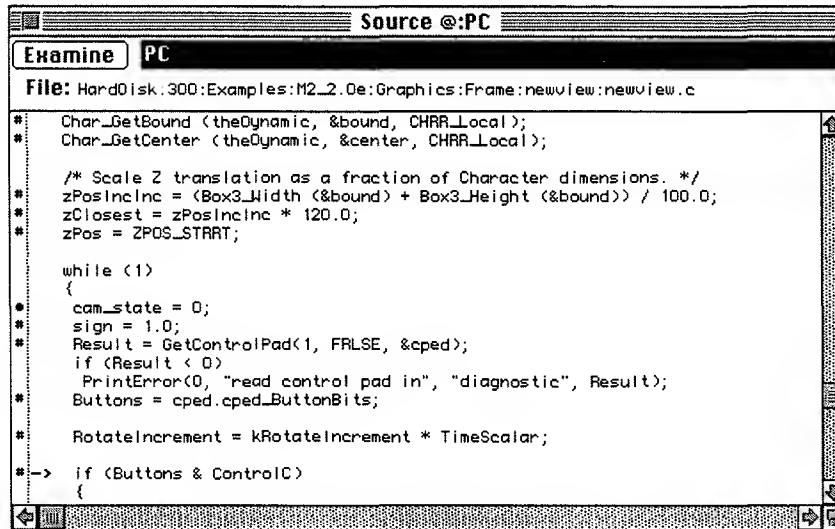 Source @:PC
Examine PC
File: HardDisk.300:Examples:M2_2.0e:Graphics:Frame:newview:newview.c
# Char_GetBound (theDynamic, &bound, CHAR_Local);
# Char_GetCenter (theDynamic, &center, CHAR_Local);
/* Scale Z translation as a fraction of Character dimensions. */
# zPosIncInc = (Box3_Width (&bound) + Box3_Height (&bound)) / 100.0;
# zClosest = zPosIncInc * 120.0;
# zPos = ZPOS_START;
while (1)
{
● cam_state = 0;
# sign = 1.0;
# Result = GetControlPad(1, FALSE, &cped);
if (Result < 0)
PrintError(0, "read control pad in", "diagnostic", Result);
# Buttons = cped.cped_ButtonBits;
# RotateIncrement = kRotateIncrement * TimeScalar;
# -> if (Buttons & ControlC)
{